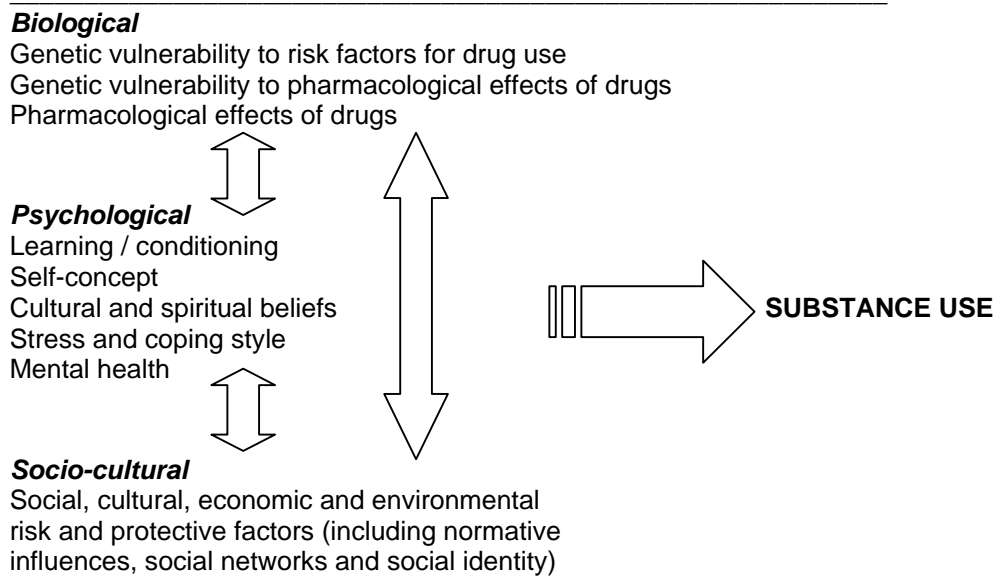 Biological
Genetic vulnerability to risk factors for drug use
Genetic vulnerability to pharmacological effects of drugs
Pharmacological effects of drugs
Psychological
Learning / conditioning
Self-concept
Cultural and spiritual beliefs
Stress and coping style
Mental health
SUBSTANCE USE
Socio-cultural
Social, cultural, economic and environmental
risk and protective factors (including normative
influences, social networks and social identity)